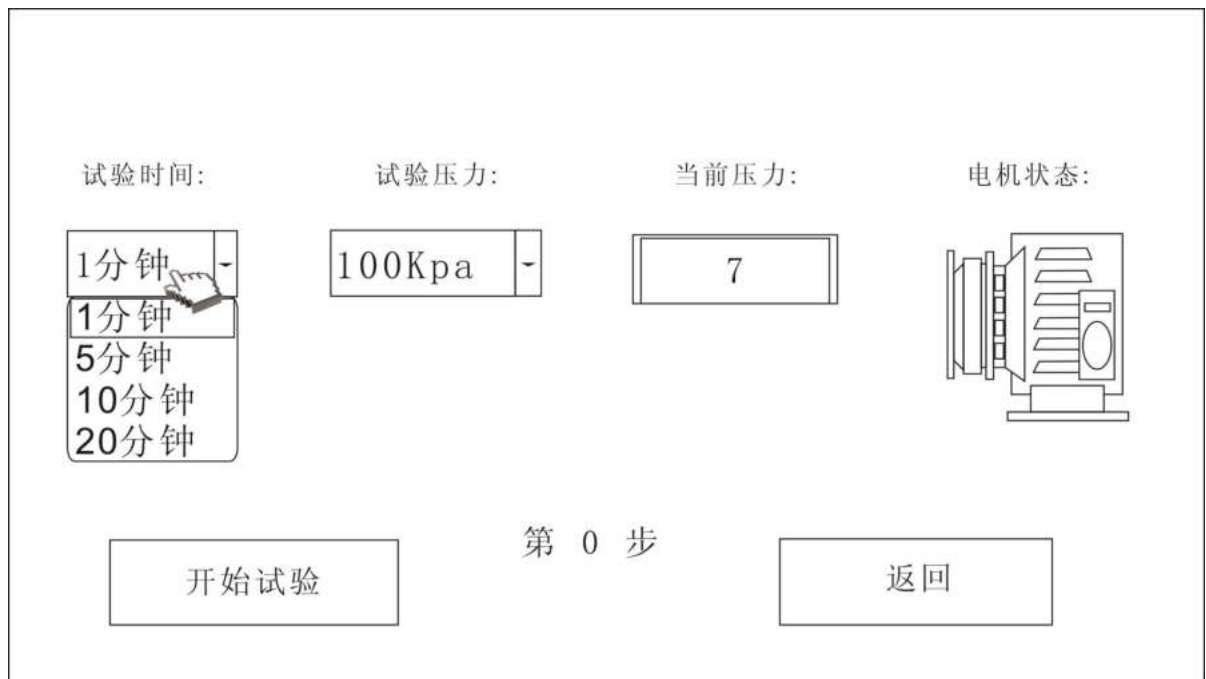 试验时间:
试验压力:
当前压力:
电机状态:
1分钟
100Kpa
7
1分钟
5分钟
10分钟
20分钟
第 0 步
开始试验
返回